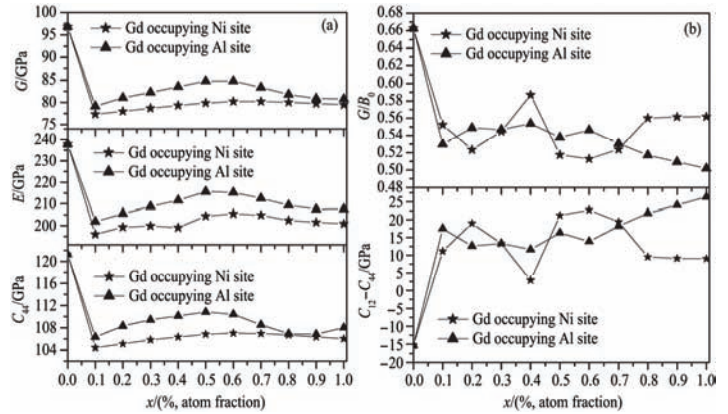 (a)
Gd occupying Ni site
Gd occupying Al site
G/GPa
100
95
90
85
80
75
Gd occupying Ni site
Gd occupying Al site
E/GPa
240
230
220
210
200
Gd occupying Ni site
Gd occupying Al site
C44/GPa
120
116
112
108
104
0.0 0.1 0.2 0.3 0.4 0.5 0.6 0.7 0.8 0.9 1.0
x/(%, atom fraction)
(b)
Gd occupying Ni site
Gd occupying Al site
G/B0
0.68
0.66
0.64
0.62
0.60
0.58
0.56
0.54
0.52
0.50
0.48
C12−C44/GPa
25
20
15
10
5
0
−5
−10
−15
−20
Gd occupying Ni site
Gd occupying Al site
0.0 0.1 0.2 0.3 0.4 0.5 0.6 0.7 0.8 0.9 1.0
x/(%, atom fraction)